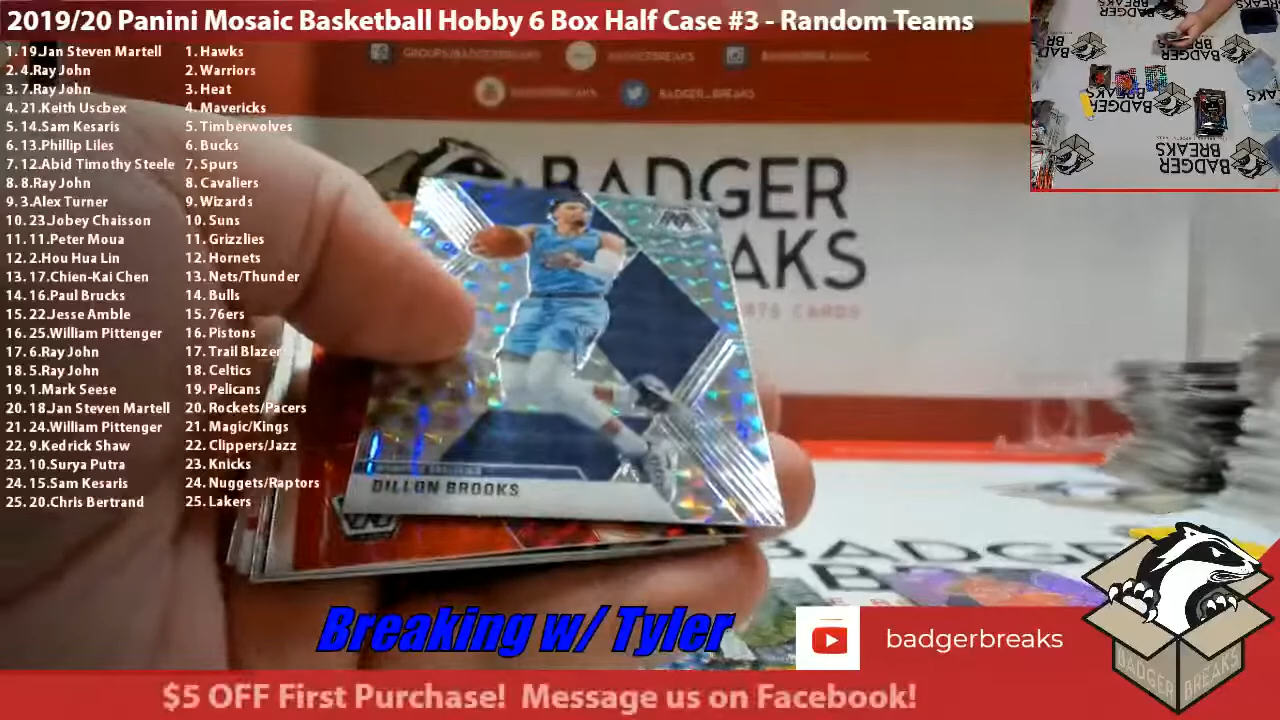 2019/20 Panini Mosaic Basketball Hobby 6 Box Half Case #3 - Random Teams
1. 19.Jan Steven Martell 1. Hawks
2. 4.Ray John 2. Warriors
3. 7.Ray John 3. Heat
4. 21.Keith Uscbex 4. Mavericks
5. 14.Sam Kesaris 5. Timberwolves
6. 13.Phillip Liles 6. Bucks
7. 12.Abid Timothy Steele 7. Spurs
8. 8.Ray John 8. Cavaliers
9. 3.Alex Turner 9. Wizards
10. 23.Jobey Chaisson 10. Suns
11. 11.Peter Moua 11. Grizzlies
12. 2.Hou Hua Lin 12. Hornets
13. 17.Chien-Kai Chen 13. Nets/Thunder
14. 16.Paul Brucks 14. Bulls
15. 22.Jesse Amble 15. 76ers
16. 25.William Pittenger 16. Pistons
17. 6.Ray John 17. Trail Blazer
18. 5.Ray John 18. Celtics
19. 1.Mark Seese 19. Pelicans
20. 18.Jan Steven Martell 20. Rockets/Pacers
21. 24.William Pittenger 21. Magic/Kings
22. 9.Kedrick Shaw 22. Clippers/Jazz
23. 10.Surya Putra 23. Knicks
24. 15.Sam Kesaris 24. Nuggets/Raptors
25. 20.Chris Bertrand 25. Lakers
BADGER_BREAKS
BADGER
BREAKS
DILLON BROOKS
BADGER
BREAKS
Breaking w/ Tyler
badgerbreaks
BADGER BREAKS
$5 OFF First Purchase! Message us on Facebook!